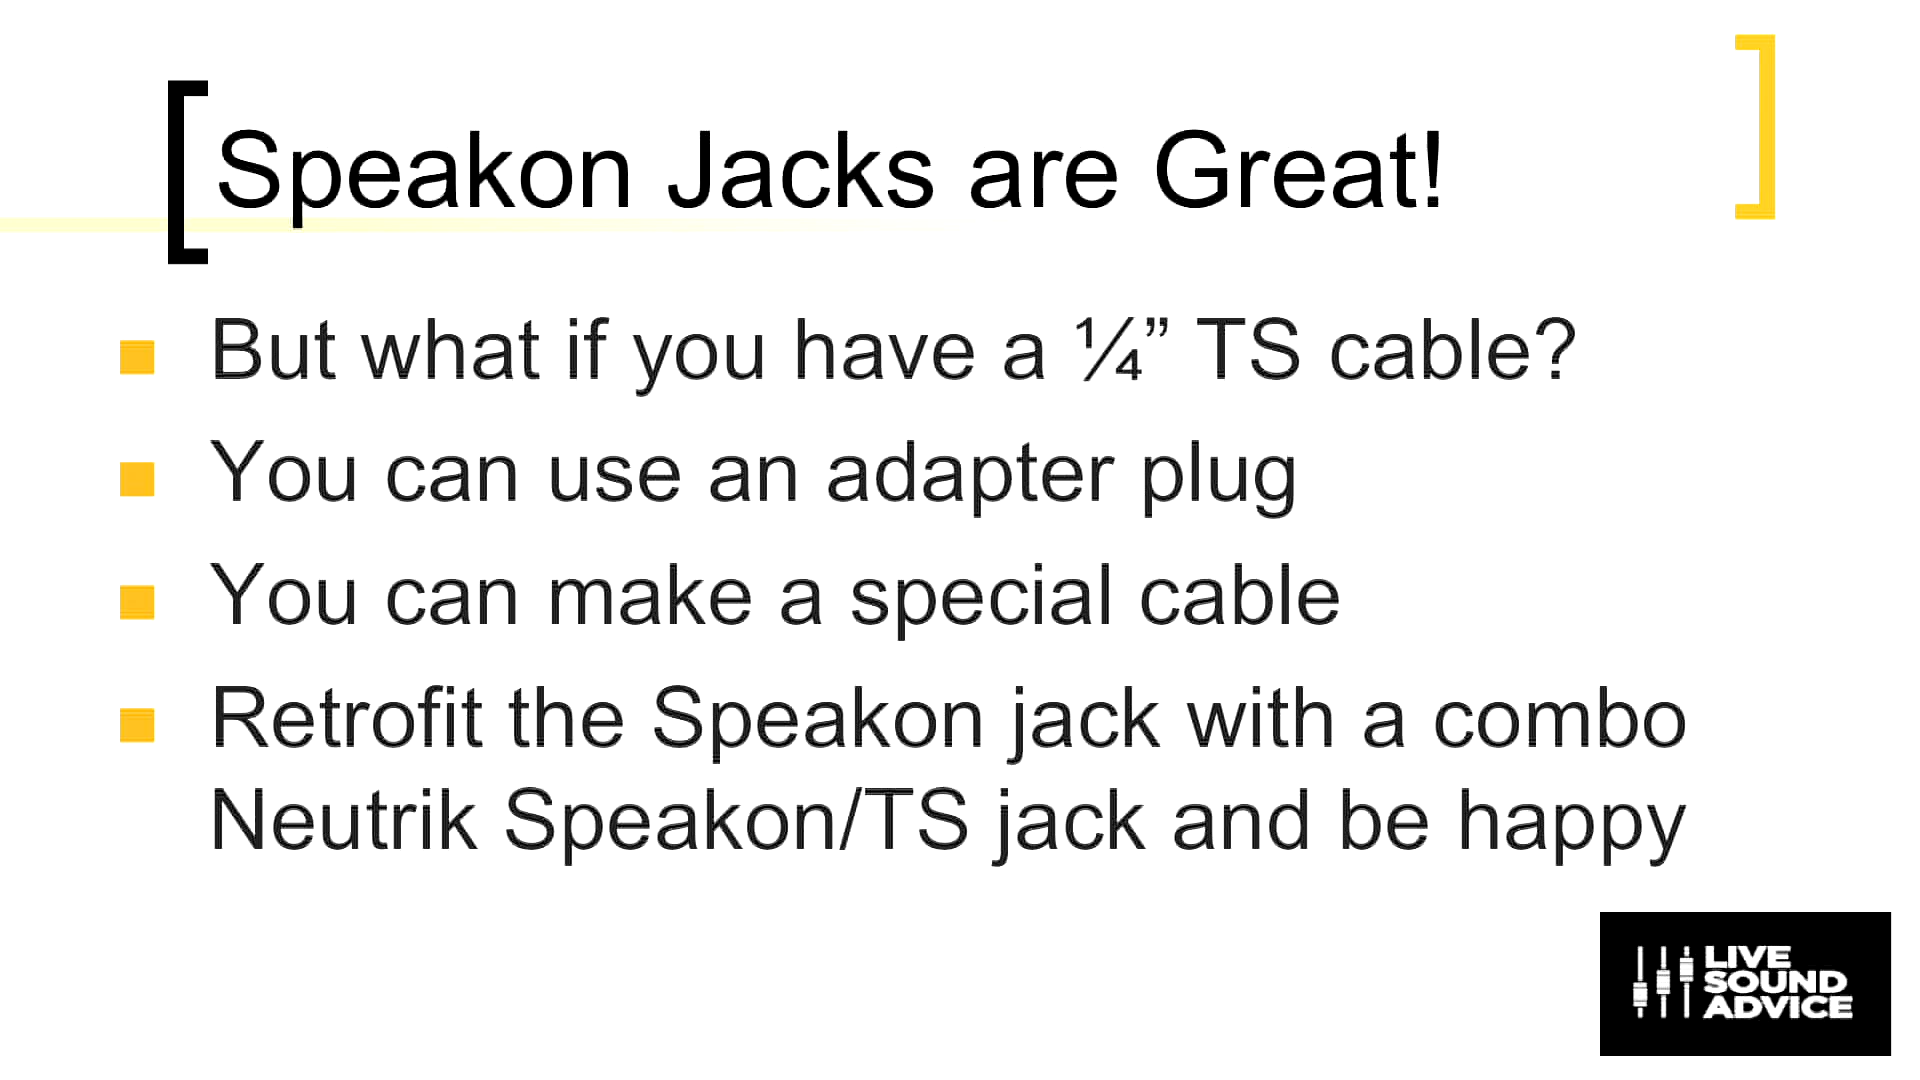 Speakon Jacks are Great!
But what if you have a ¼” TS cable?
You can use an adapter plug
You can make a special cable
Retrofit the Speakon jack with a combo
Neutrik Speakon/TS jack and be happy
LIVE
SOUND
ADVICE